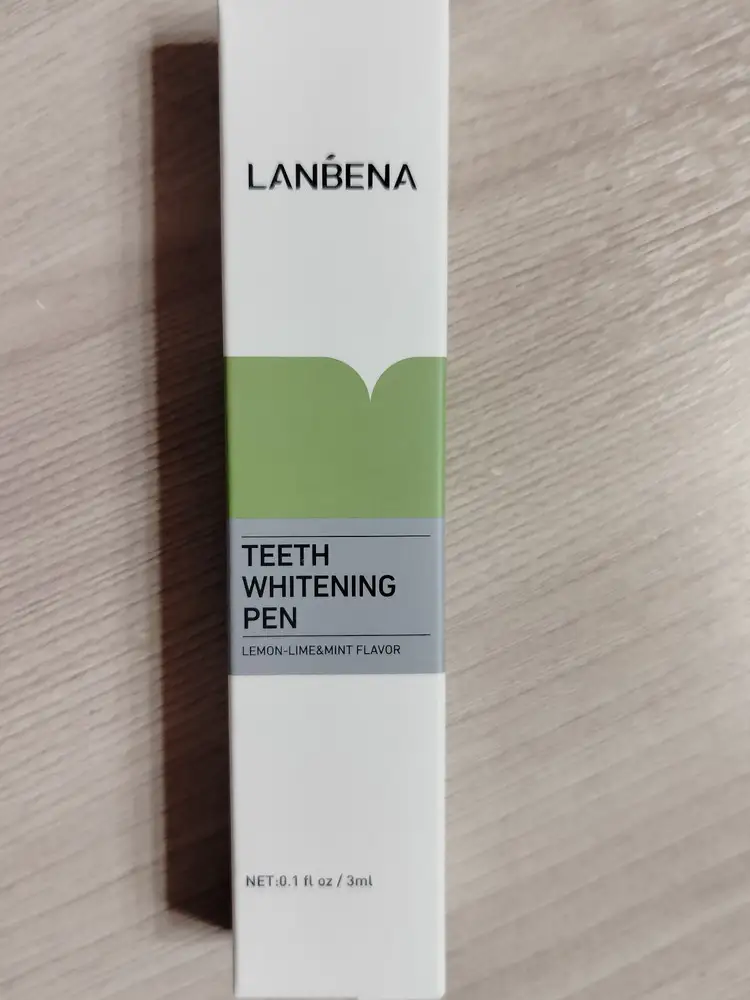 LANBENA
TEETH
WHITENING
PEN
LEMON-LIME&MINT FLAVOR
NET:0.1 fl oz / 3ml